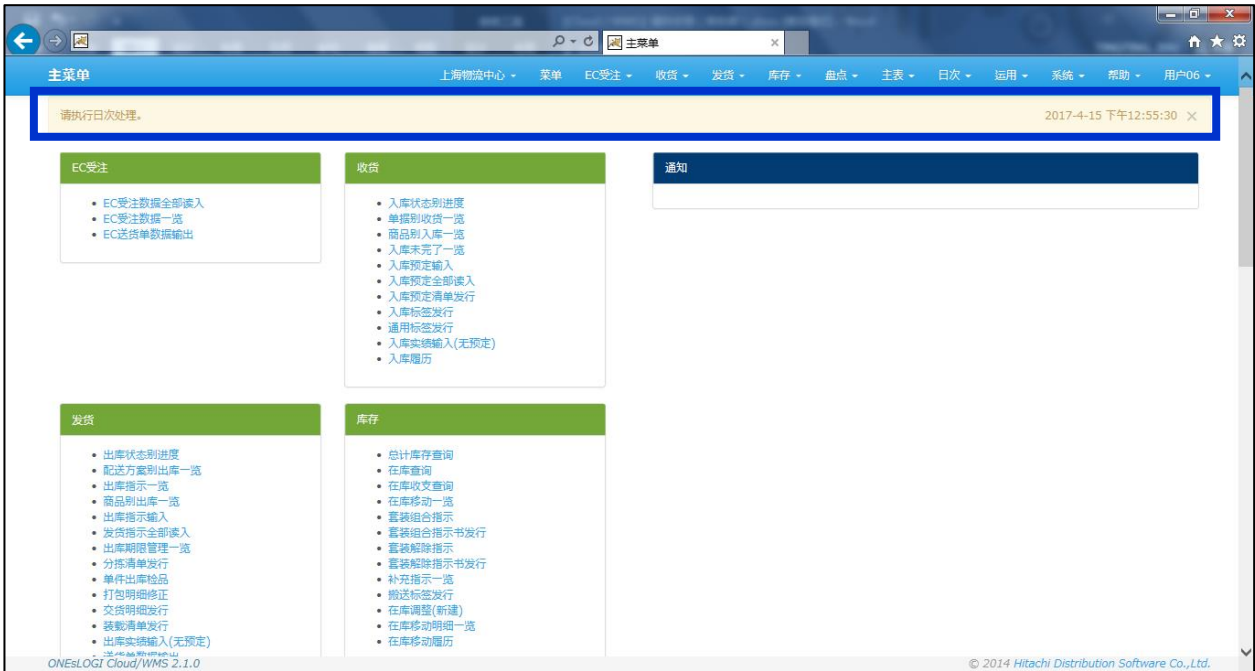 主菜单
主菜单 上海物流中心 菜单 EC受注 收货 发货 库存 盘点 主表 日次 运用 系统 帮助 用户06
请执行日次处理。 2017-4-15 下午12:55:30
EC受注
EC受注数据全部读入
EC受注数据一览
EC送货单数据输出
收货
入库状态别进度
单据别收货一览
商品别入库一览
入库未完了一览
入库预定输入
入库预定全部读入
入库预定清单发行
入库标签发行
通用标签发行
入库实绩输入(无预定)
入库履历
通知
发货
出库状态别进度
配送方案别出库一览
出库指示一览
商品别出库一览
出库指示输入
发货指示全部读入
出库期限管理一览
分拣清单发行
单件出库检品
打包明细修正
交货明细发行
装载清单发行
出库实绩输入(无预定)
库存
总计库存查询
在库查询
在库收支查询
在库移动一览
套装组合指示
套装组合指示书发行
套装解除指示
套装解除指示书发行
补充指示一览
搬送标签发行
在库调整(新建)
在库移动明细一览
在库移动履历
ONEsLOGI Cloud/WMS 2.1.0 © 2014 Hitachi Distribution Software Co.,Ltd.